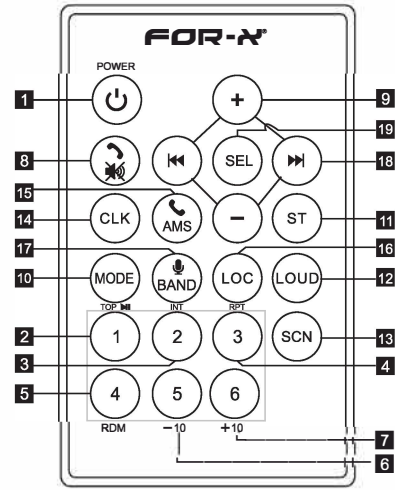 FOR-X®
POWER
1
+
9
19
8
SEL
18
15
14
CLK
AMS
−
ST
11
17
16
10
MODE
BAND
LOC
LOUD
12
TOP
INT
RPT
2
1
2
3
SCN
13
3
4
5
4
5
6
RDM
−10
+10
7
6